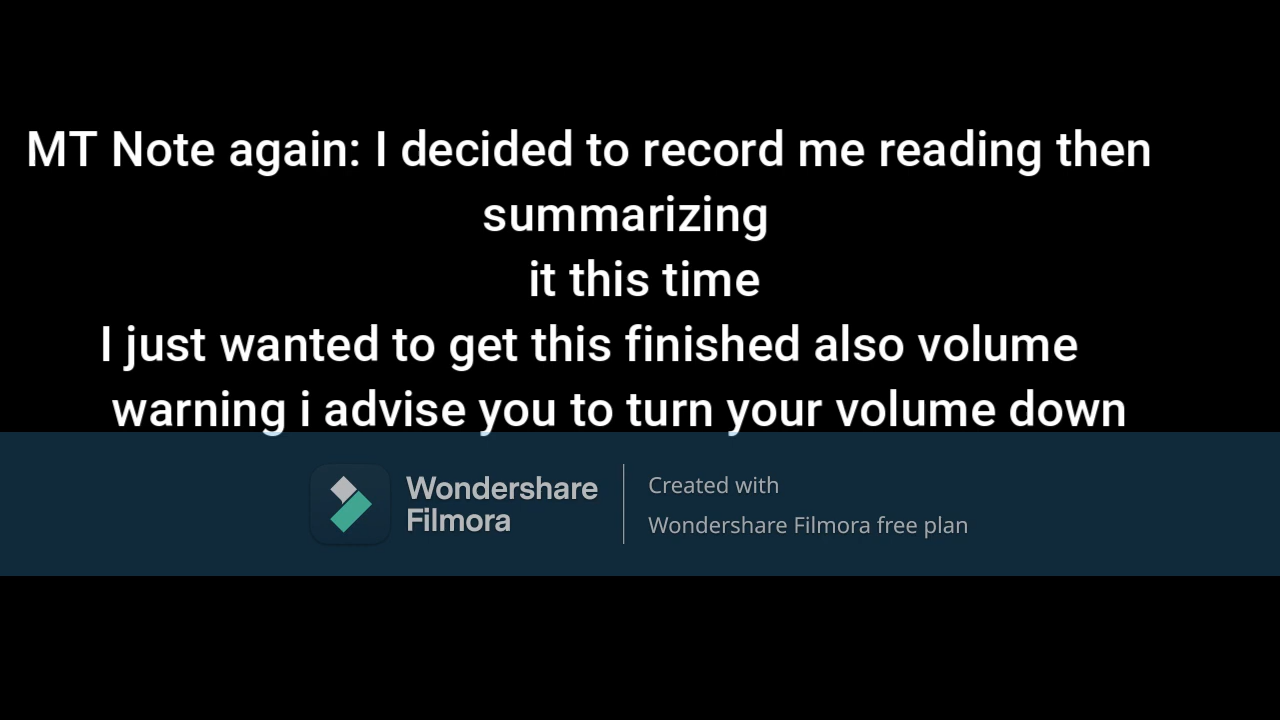 MT Note again: I decided to record me reading then
summarizing
it this time
I just wanted to get this finished also volume
warning i advise you to turn your volume down
Wondershare
Filmora
Created with
Wondershare Filmora free plan